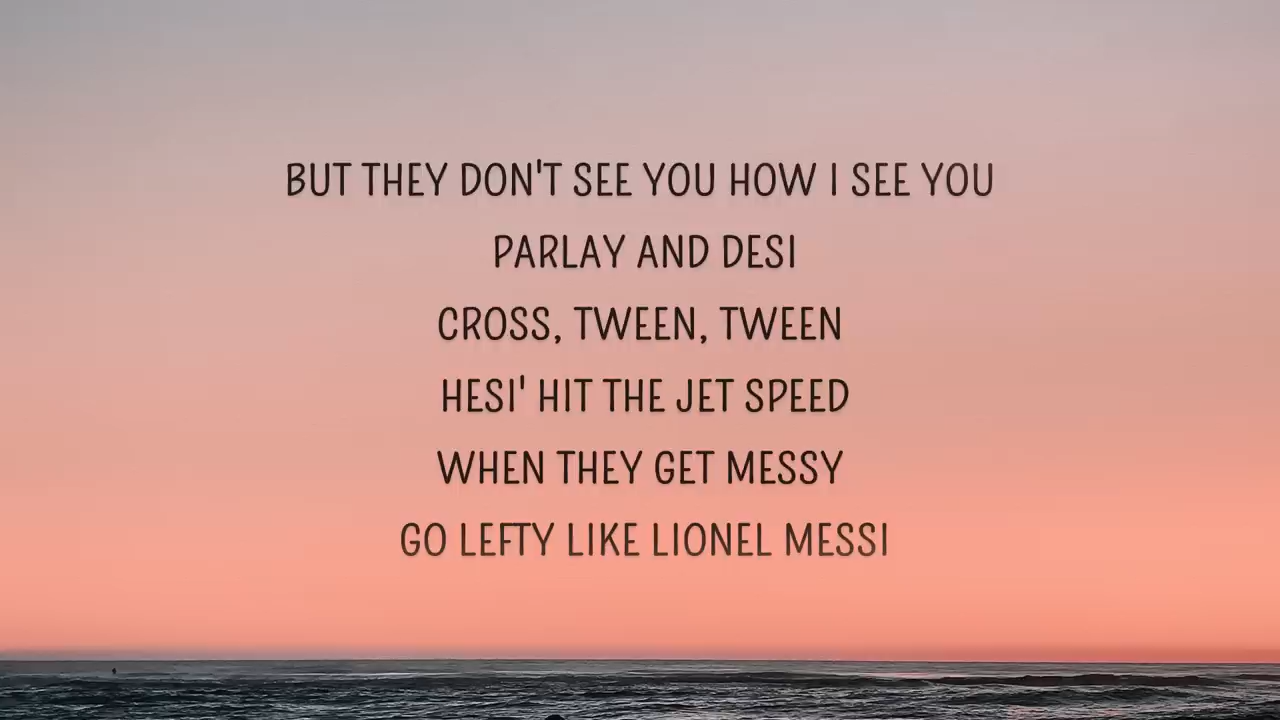 BUT THEY DON'T SEE YOU HOW I SEE YOU
PARLAY AND DESI
CROSS, TWEEN, TWEEN
HESI' HIT THE JET SPEED
WHEN THEY GET MESSY
GO LEFTY LIKE LIONEL MESSI